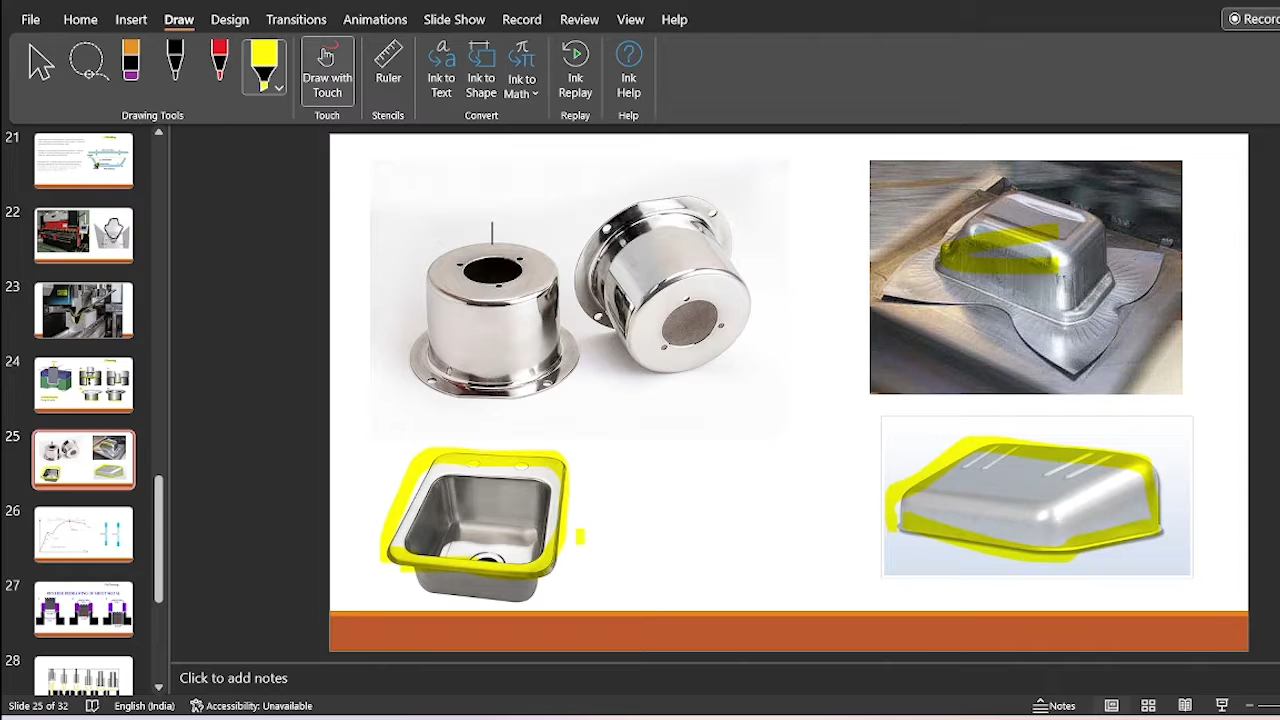 File Home Insert Draw Design Transitions Animations Slide Show Record Review View Help Recor
Draw with Touch
Ruler
Ink to Text
Ink to Shape
Ink to Math
Ink Replay
Ink Help
Drawing Tools Touch Stencils Convert Replay Help
21
22
23
24
25
26
27
28
Click to add notes
Slide 25 of 32 English (India) Accessibility: Unavailable Notes